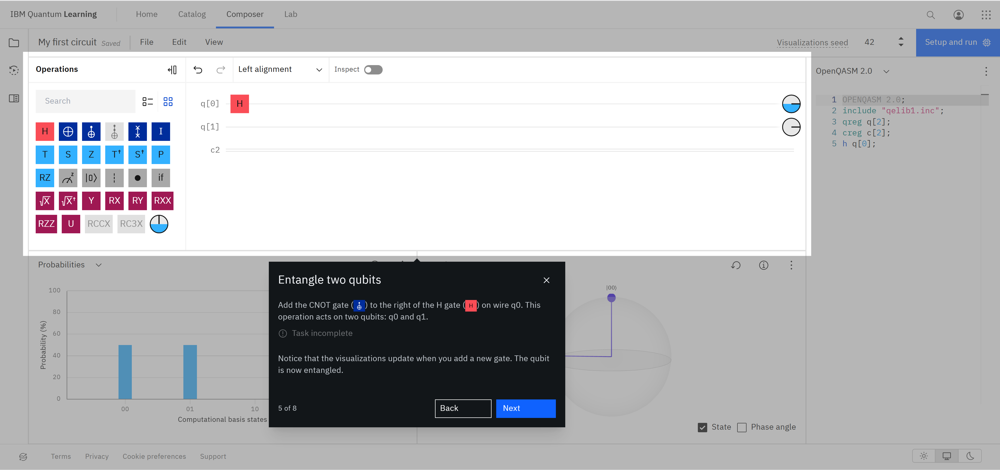 IBM Quantum Learning Home Catalog Composer Lab
My first circuit Saved File Edit View Visualizations seed 42 Setup and run
Operations Left alignment Inspect OpenQASM 2.0
Search
q[0] H
q[1]
c2
H I
T S Z T† S† P
RZ z |0⟩ if
√X √X† Y RX RY RXX
RZZ U RCCX RC3X
1 OPENQASM 2.0;
2 include "qelib1.inc";
3 qreg q[2];
4 creg c[2];
5 h q[0];
Probabilities
Probability (%)
100
80
60
40
20
0
00 01 10
Computational basis states
Entangle two qubits
Add the CNOT gate ( ) to the right of the H gate (H) on wire q0. This
operation acts on two qubits: q0 and q1.
Task incomplete
Notice that the visualizations update when you add a new gate. The qubit
is now entangled.
5 of 8 Back Next
|00⟩
State Phase angle
Terms Privacy Cookie preferences Support